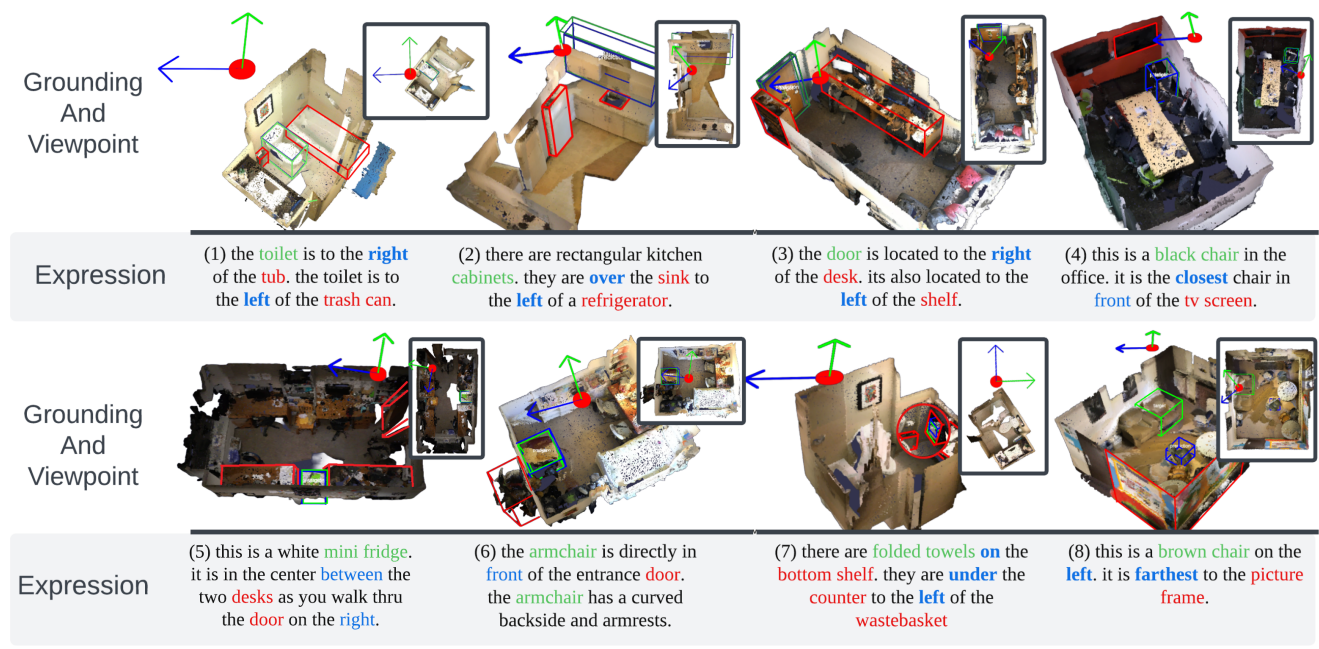 Grounding
And
Viewpoint
Expression
(1) the toilet is to the right
of the tub. the toilet is to
the left of the trash can.
(2) there are rectangular kitchen
cabinets. they are over the sink to
the left of a refrigerator.
(3) the door is located to the right
of the desk. its also located to the
left of the shelf.
(4) this is a black chair in the
office. it is the closest chair in
front of the tv screen.
Grounding
And
Viewpoint
Expression
(5) this is a white mini fridge.
it is in the center between the
two desks as you walk thru
the door on the right.
(6) the armchair is directly in
front of the entrance door.
the armchair has a curved
backside and armrests.
(7) there are folded towels on the
bottom shelf. they are under the
counter to the left of the
wastebasket
(8) this is a brown chair on the
left. it is farthest to the picture
frame.